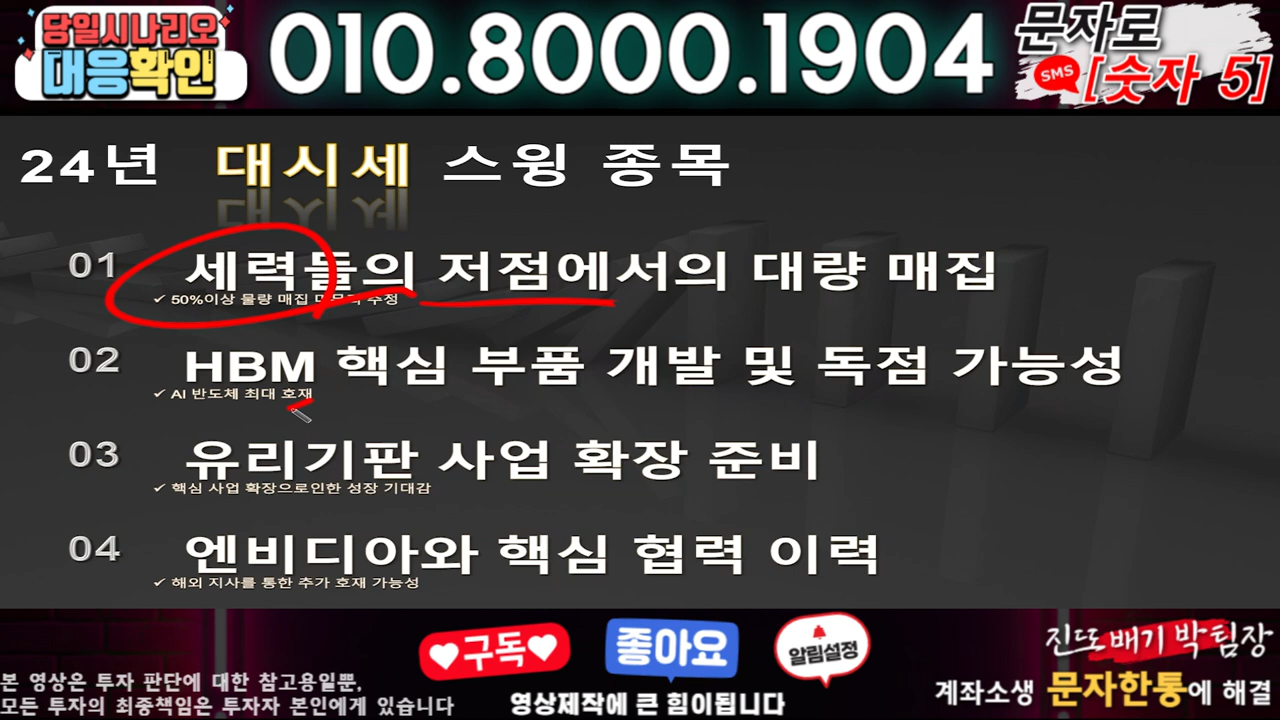 당일시나리오
대응확인
010.8000.1904
문자로
SMS
[숫자 5]
24년 대시세 스윙 종목
01 세력들의 저점에서의 대량 매집
✓ 50%이상 물량 매집 추정
02 HBM 핵심 부품 개발 및 독점 가능성
✓ AI 반도체 최대 호재
03 유리기판 사업 확장 준비
✓ 핵심 사업 확장으로인한 성장 기대감
04 엔비디아와 핵심 협력 이력
✓ 해외 지사를 통한 추가 호재 가능성
구독
좋아요
알림설정
영상제작에 큰 힘이됩니다
본 영상은 투자 판단에 대한 참고용일뿐,
모든 투자의 최종책임은 투자자 본인에게 있습니다
진또배기 박팀장
계좌소생 문자한통에 해결